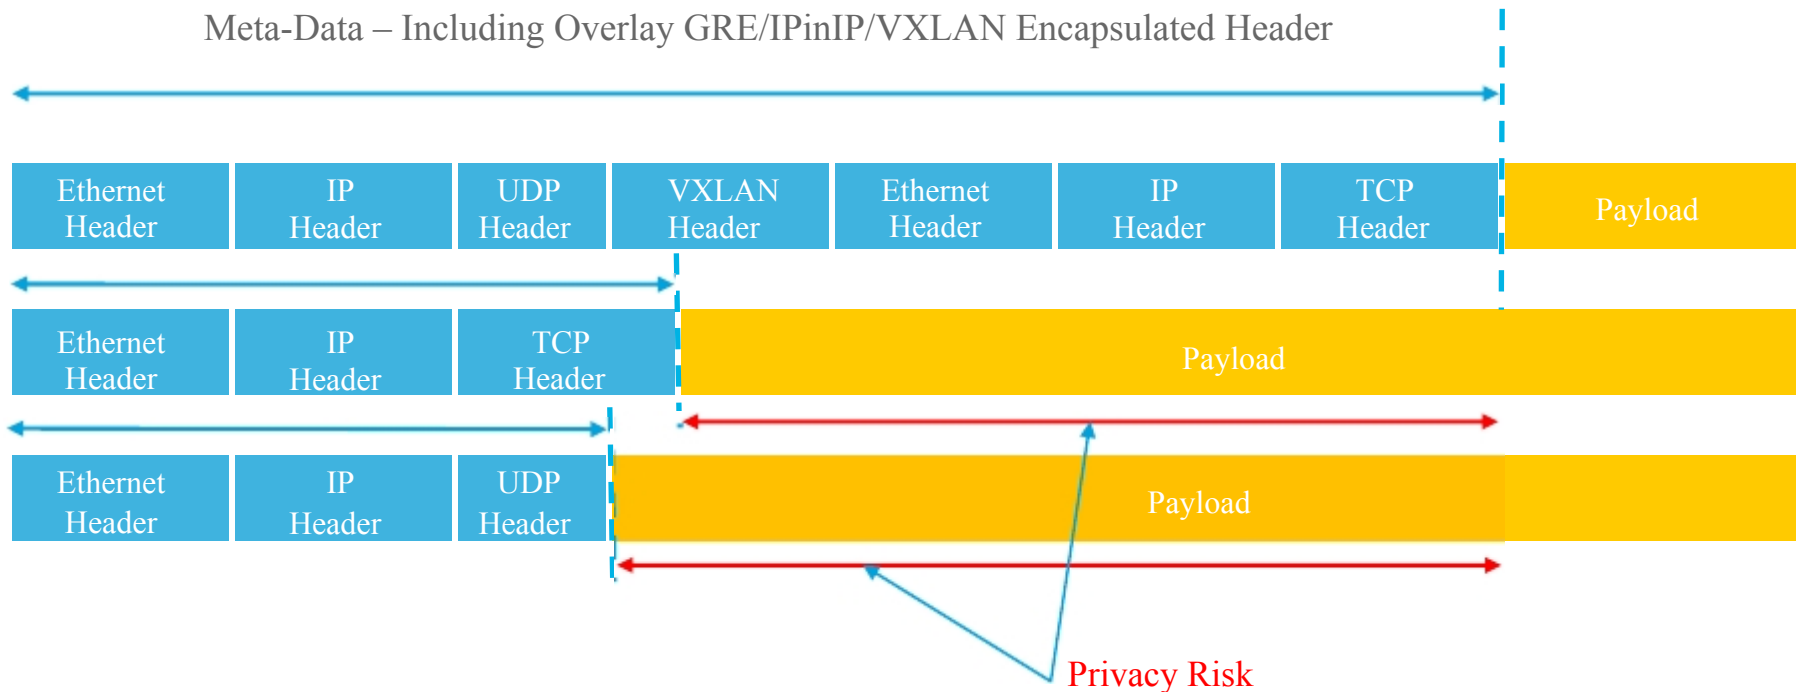 Meta-Data – Including Overlay GRE/IPinIP/VXLAN Encapsulated Header
Ethernet
Header
IP
Header
UDP
Header
VXLAN
Header
Ethernet
Header
IP
Header
TCP
Header
Payload
Ethernet
Header
IP
Header
TCP
Header
Payload
Ethernet
Header
IP
Header
UDP
Header
Payload
Privacy Risk